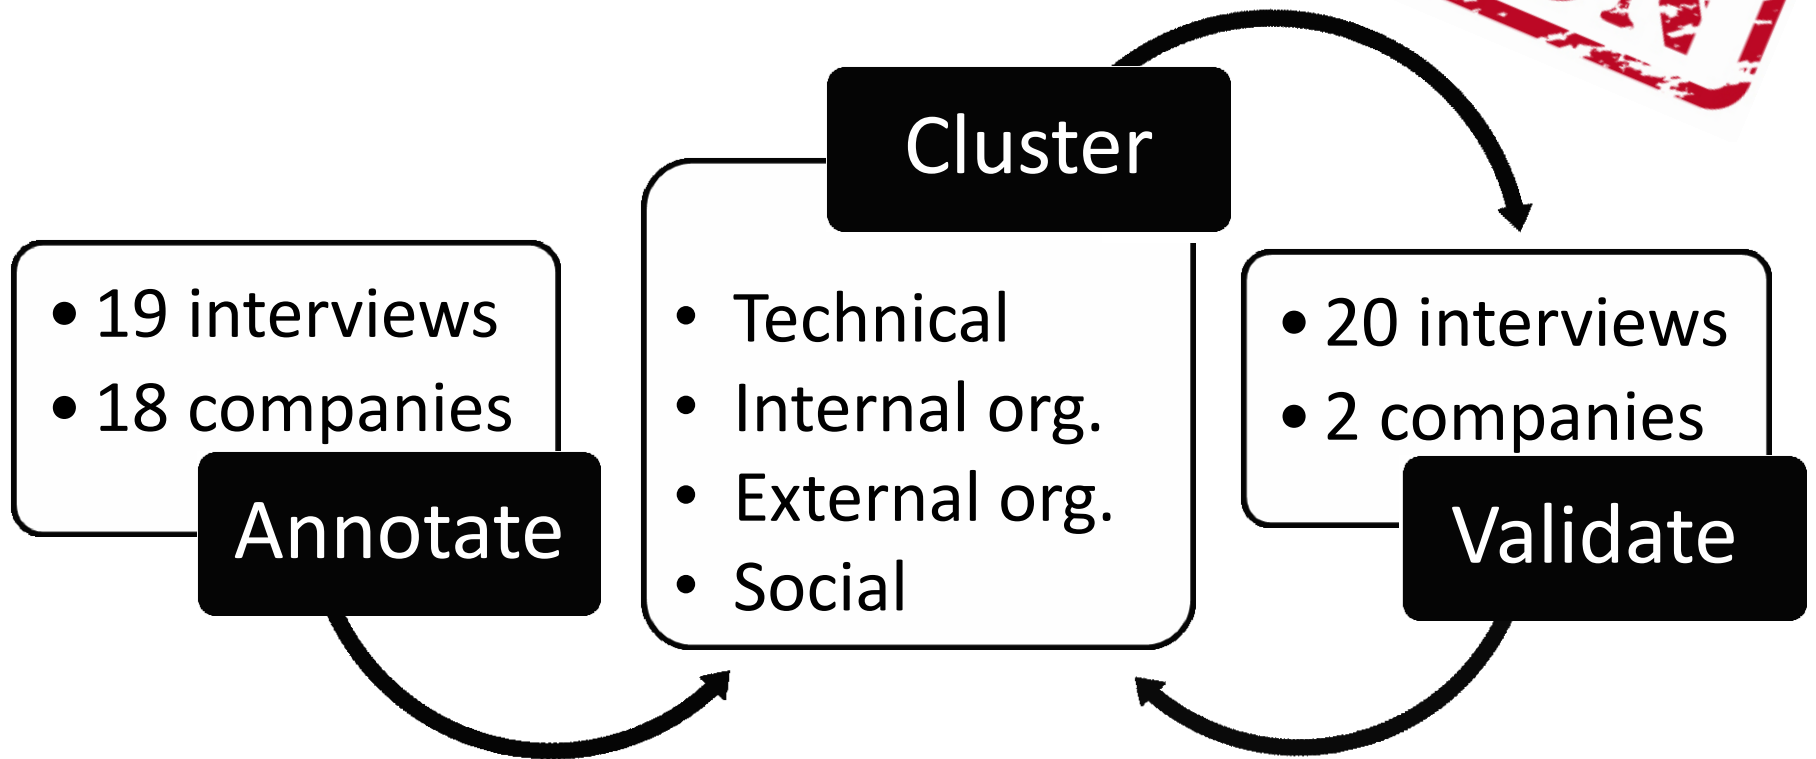 Cluster
• 19 interviews
• 18 companies
Annotate
• Technical
• Internal org.
• External org.
• Social
• 20 interviews
• 2 companies
Validate